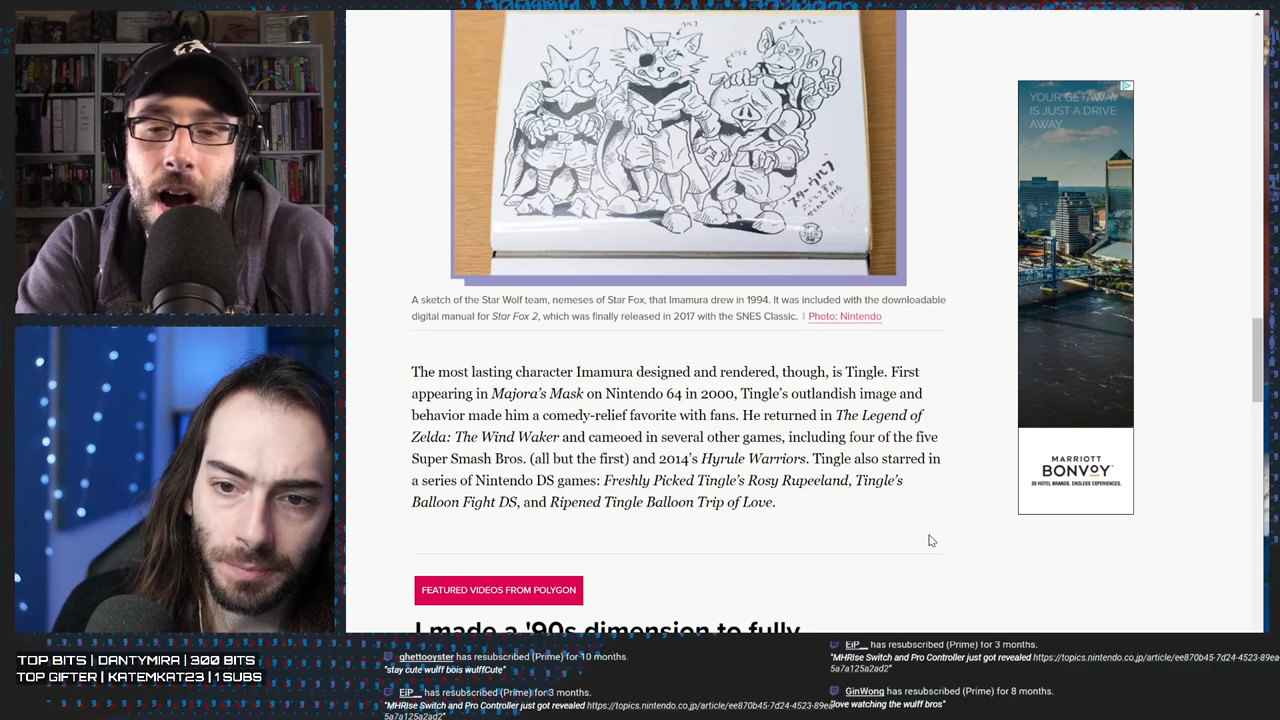 YOUR GETAWAY
IS JUST A DRIVE
AWAY
A sketch of the Star Wolf team, nemeses of Star Fox, that Imamura drew in 1994. It was included with the downloadable
digital manual for Star Fox 2, which was finally released in 2017 with the SNES Classic. | Photo: Nintendo
The most lasting character Imamura designed and rendered, though, is Tingle. First
appearing in Majora's Mask on Nintendo 64 in 2000, Tingle's outlandish image and
behavior made him a comedy-relief favorite with fans. He returned in The Legend of
Zelda: The Wind Waker and cameoed in several other games, including four of the five
Super Smash Bros. (all but the first) and 2014's Hyrule Warriors. Tingle also starred in
a series of Nintendo DS games: Freshly Picked Tingle's Rosy Rupeeland, Tingle's
Balloon Fight DS, and Ripened Tingle Balloon Trip of Love.
MARRIOTT
BONVOY
30 HOTEL BRANDS. ENDLESS EXPERIENCES.
FEATURED VIDEOS FROM POLYGON
I made a '90s dimension to fully
TOP BITS | DANTYMIRA | 300 BITS
TOP GIFTER | KATEMKAT23 | 1 SUBS
ghettooyster has resubscribed (Prime) for 10 months.
"stay cute wulff bois wulffCute"
EiP__ has resubscribed (Prime) for 3 months.
"MHRIse Switch and Pro Controller just got revealed https://topics.nintendo.co.jp/article/ee870b45-7d24-4523-89ea-
5a7a125a2ad2"
EiP__ has resubscribed (Prime) for 3 months.
"MHRIse Switch and Pro Controller just got revealed https://topics.nintendo.co.jp/article/ee870b45-7d24-4523-89ea-
5a7a125a2ad2"
GinWong has resubscribed (Prime) for 8 months.
"love watching the wulff bros"